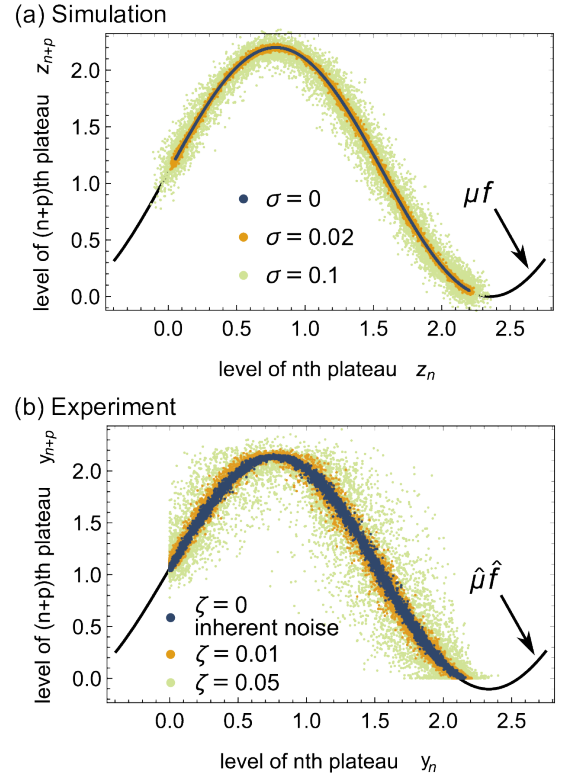 (a) Simulation
level of (n+p)th plateau z_{n+p}
2.0
1.5
1.0
0.5
0.0
σ = 0
σ = 0.02
σ = 0.1
μf
0.0 0.5 1.0 1.5 2.0 2.5
level of nth plateau z_n
(b) Experiment
level of (n+p)th plateau y_{n+p}
2.0
1.5
1.0
0.5
0.0
ζ = 0
inherent noise
ζ = 0.01
ζ = 0.05
μ̂f̂
0.0 0.5 1.0 1.5 2.0 2.5
level of nth plateau y_n